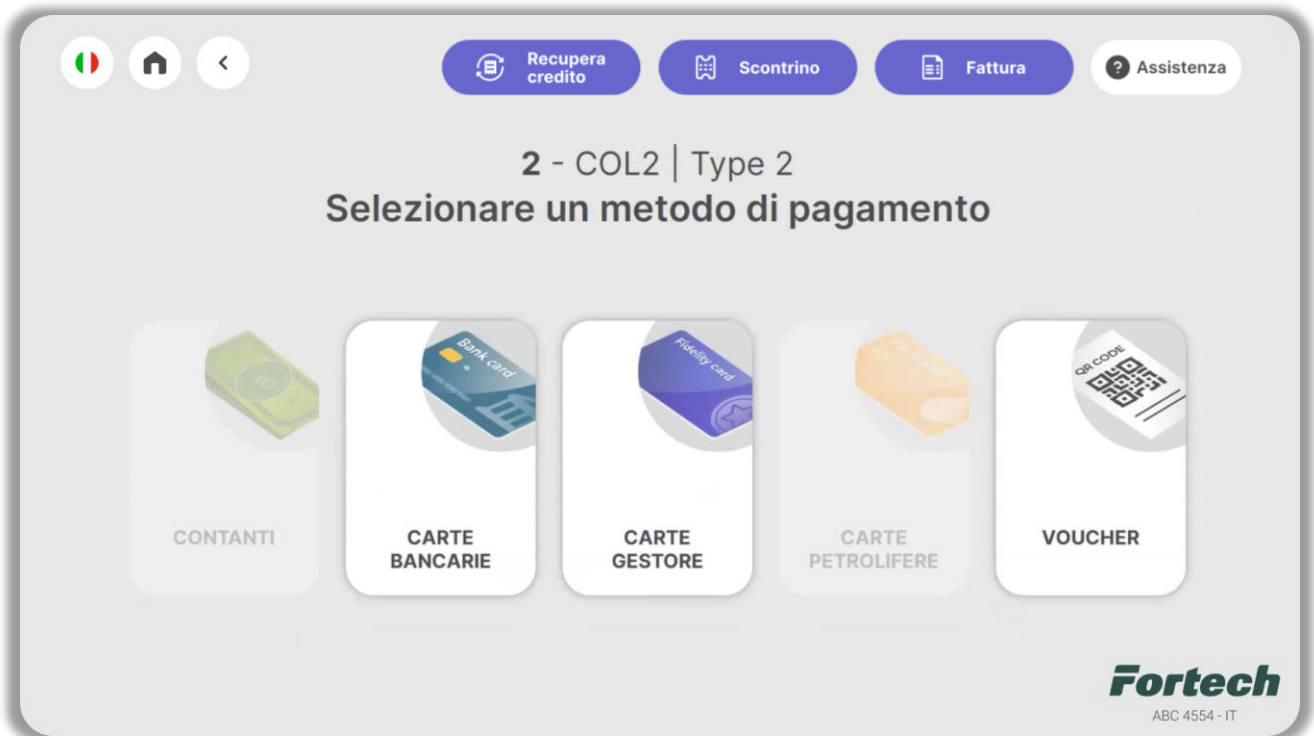 Recupera
credito
Scontrino
Fattura
? Assistenza
2 - COL2 | Type 2
Selezionare un metodo di pagamento
10
Bank card
Fidelity card
QR CODE
CONTANTI
CARTE
BANCARIE
CARTE
GESTORE
CARTE
PETROLIFERE
VOUCHER
Fortech
ABC 4554 - IT